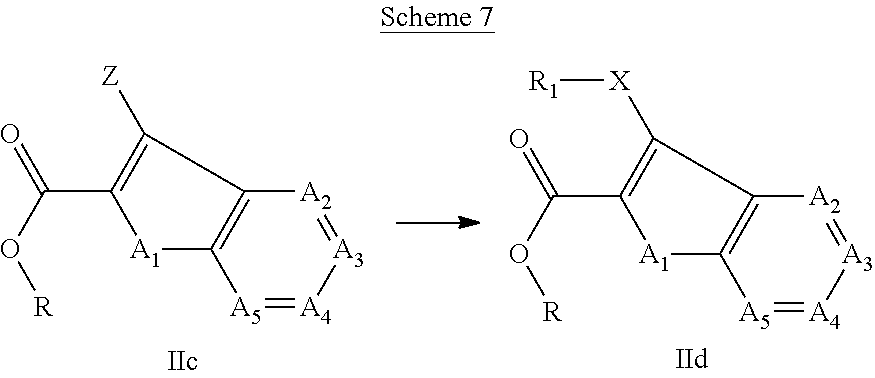 Scheme 7
Z
R₁ X
O
O
A₂
A₂
O A₁ A₃
O A₁ A₃
R A₅ A₄
R A₅ A₄
IIc IId